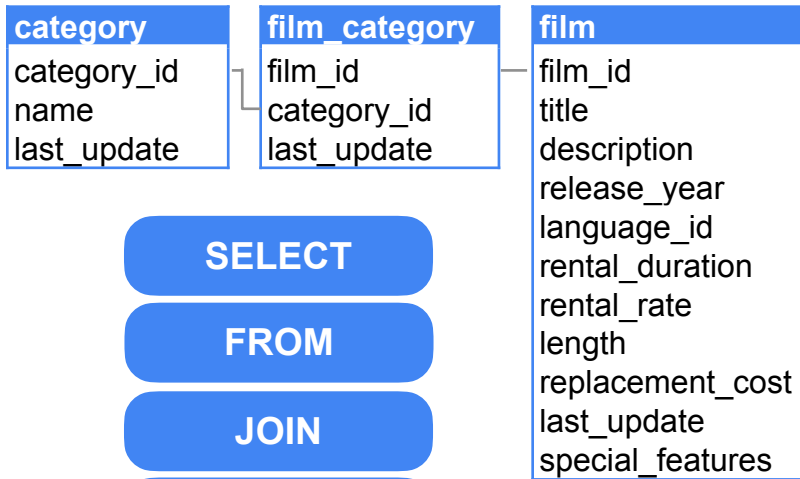 category
category_id
name
last_update
film_category
film_id
category_id
last_update
film
film_id
title
description
release_year
language_id
rental_duration
rental_rate
length
replacement_cost
last_update
special_features
SELECT
FROM
JOIN